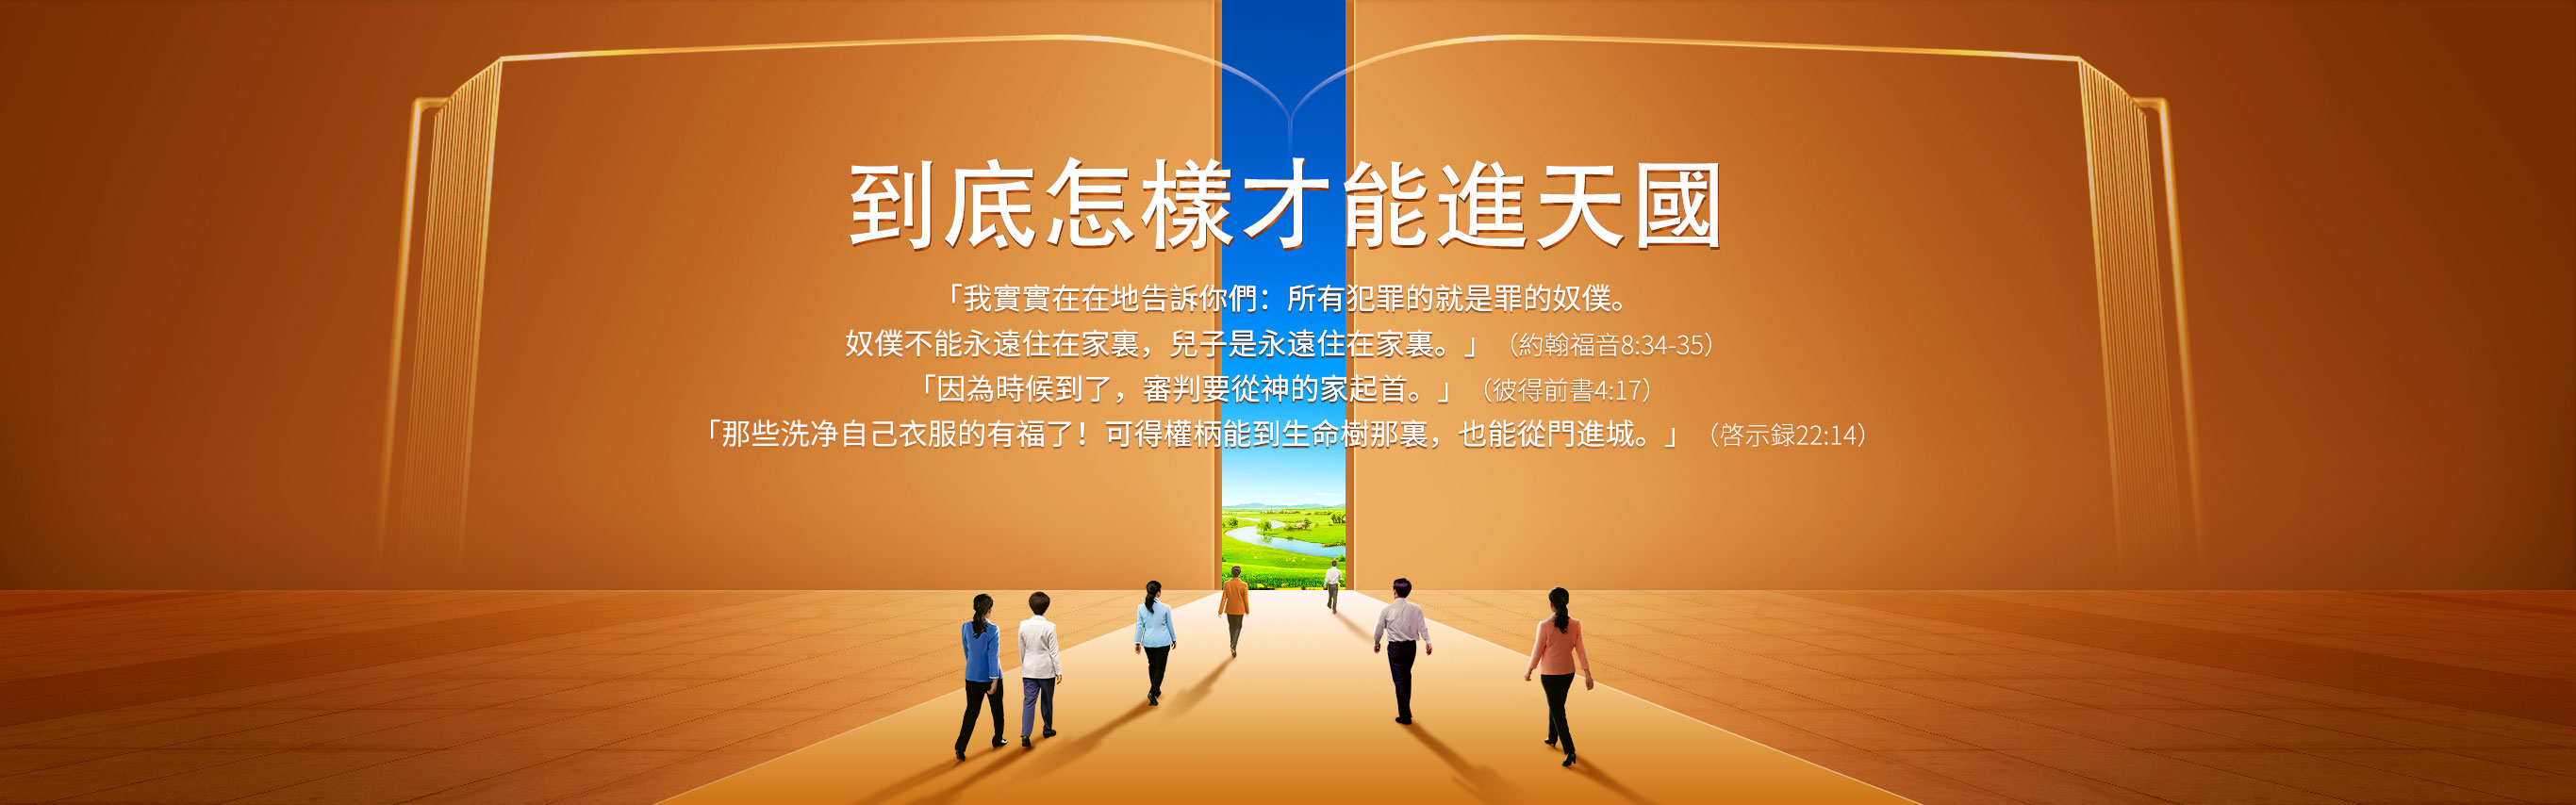 到底怎樣才能進天國
「我實實在在地告訴你們：所有犯罪的就是罪的奴僕。
奴僕不能永遠住在家裏，兒子是永遠住在家裏。」（約翰福音8:34-35）
「因為時候到了，審判要從神的家起首。」（彼得前書4:17）
「那些洗净自己衣服的有福了！可得權柄能到生命樹那裏，也能從門進城。」（啓示録22:14）